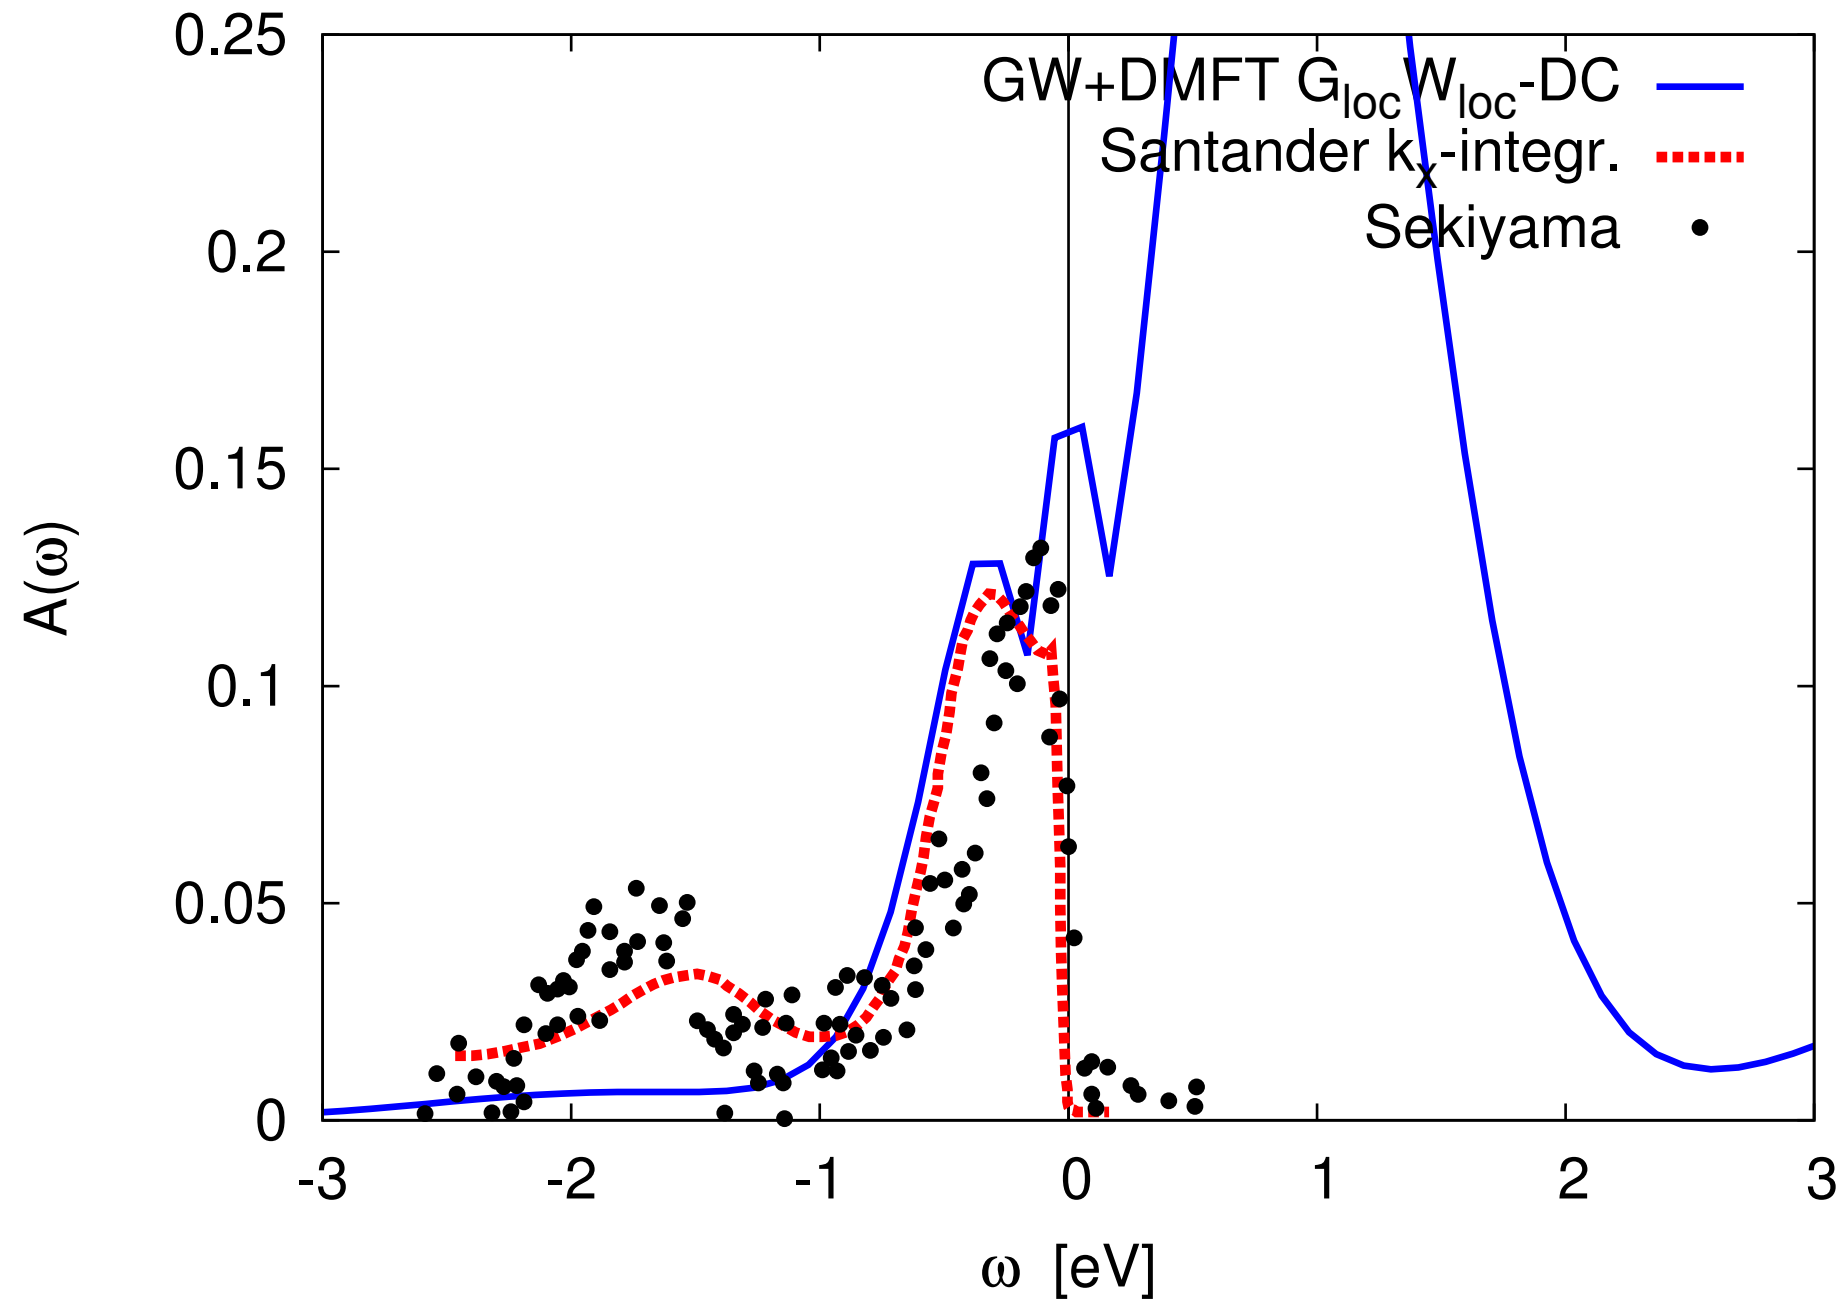 0.25
0.2
0.15
0.1
0.05
0
A(ω)
GW+DMFT G_loc W_loc-DC
Santander k_x-integr.
Sekiyama
-3 -2 -1 0 1 2 3
ω [eV]